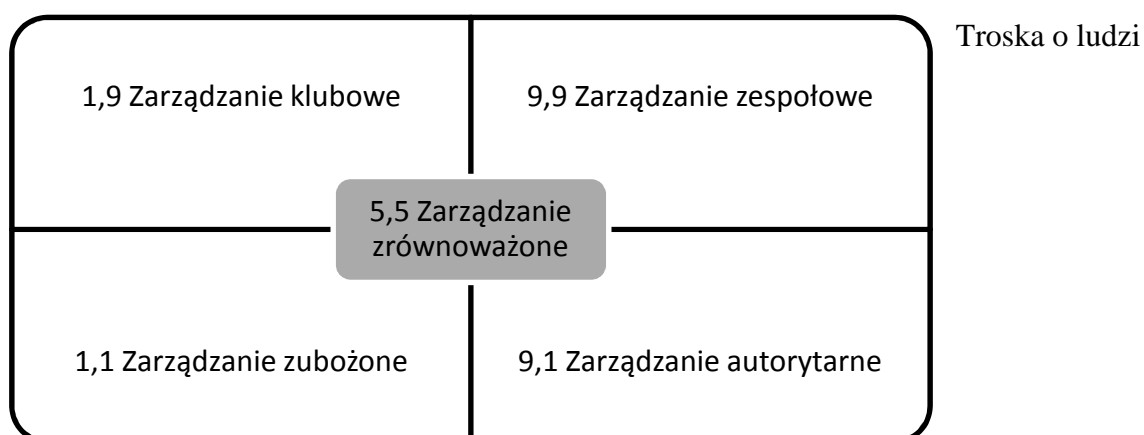 Troska o ludzi
1,9 Zarządzanie klubowe
9,9 Zarządzanie zespołowe
5,5 Zarządzanie
zrównoważone
1,1 Zarządzanie zubożone
9,1 Zarządzanie autorytarne